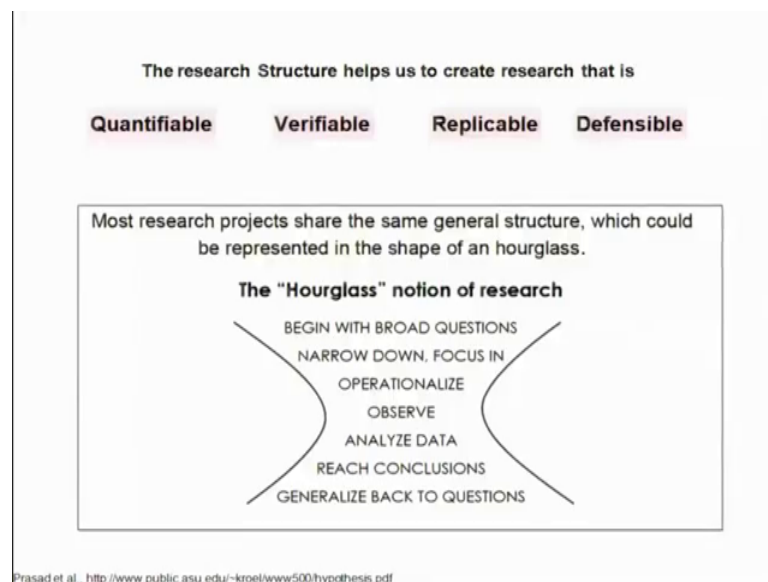 The research Structure helps us to create research that is
Quantifiable Verifiable Replicable Defensible
Most research projects share the same general structure, which could
be represented in the shape of an hourglass.
The “Hourglass” notion of research
BEGIN WITH BROAD QUESTIONS
NARROW DOWN, FOCUS IN
OPERATIONALIZE
OBSERVE
ANALYZE DATA
REACH CONCLUSIONS
GENERALIZE BACK TO QUESTIONS
Prasad et al., http://www.public.asu.edu/~kroel/www500/hypothesis.pdf